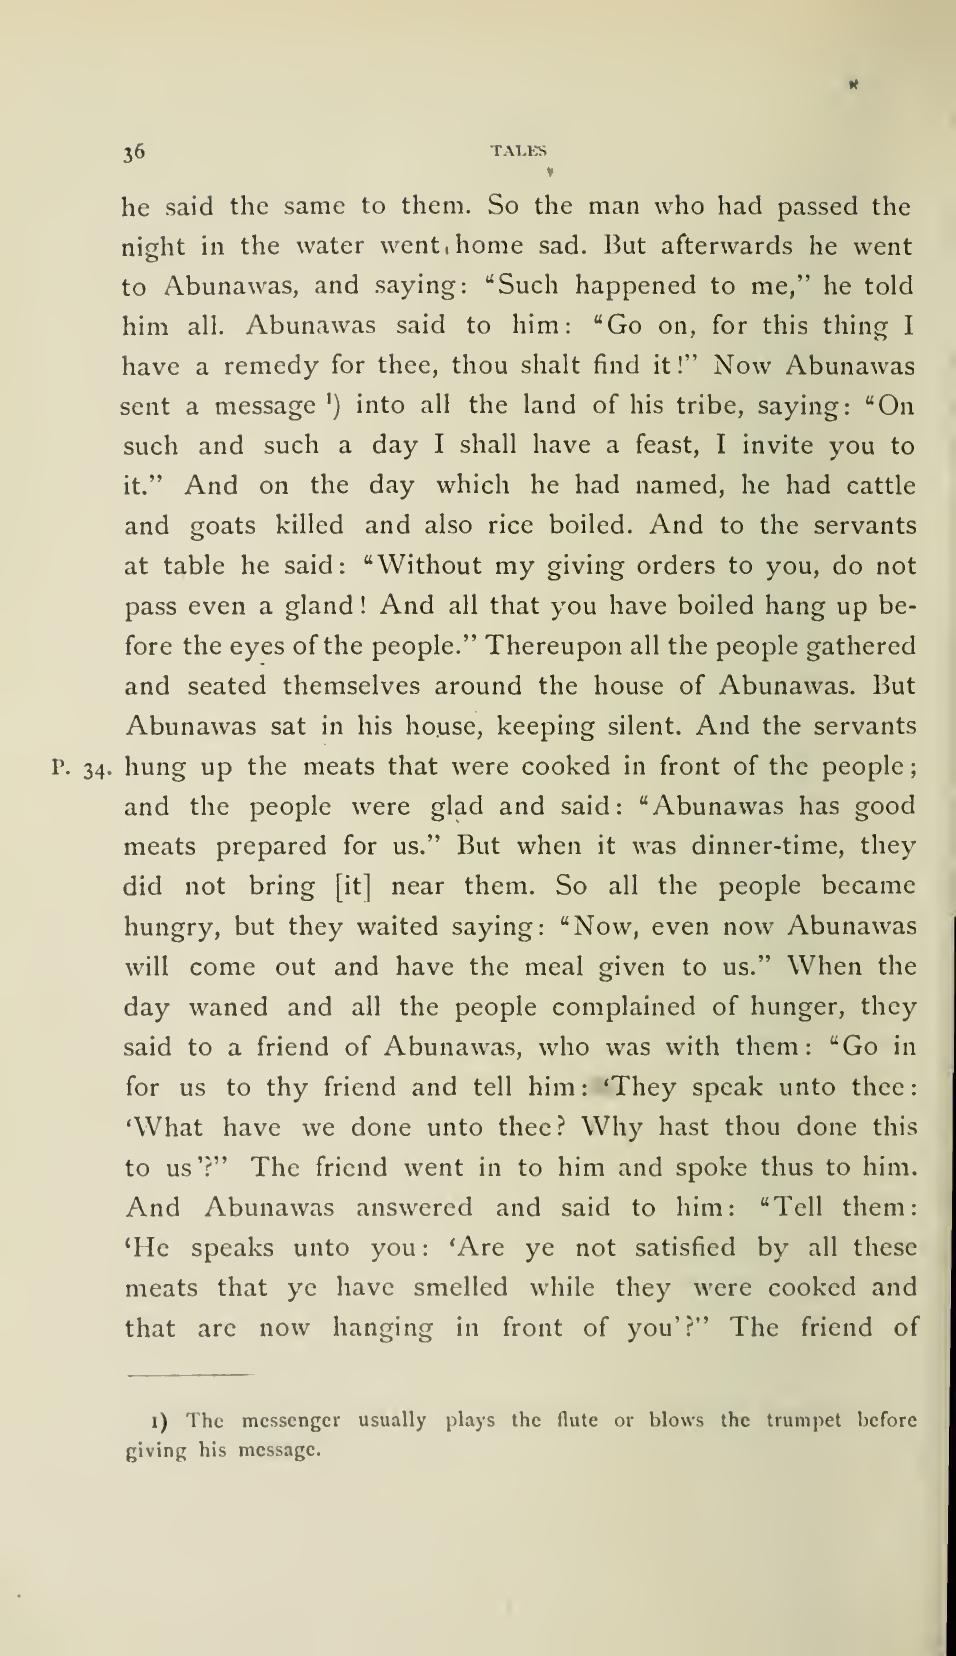 36 TALES
he said the same to them. So the man who had passed the
night in the water went home sad. But afterwards he went
to Abunawas, and saying: “Such happened to me,” he told
him all. Abunawas said to him: “Go on, for this thing I
have a remedy for thee, thou shalt find it!” Now Abunawas
sent a message ¹) into all the land of his tribe, saying: “On
such and such a day I shall have a feast, I invite you to
it.” And on the day which he had named, he had cattle
and goats killed and also rice boiled. And to the servants
at table he said: “Without my giving orders to you, do not
pass even a gland! And all that you have boiled hang up be-
fore the eyes of the people.” Thereupon all the people gathered
and seated themselves around the house of Abunawas. But
Abunawas sat in his house, keeping silent. And the servants
P. 34. hung up the meats that were cooked in front of the people;
and the people were glad and said: “Abunawas has good
meats prepared for us.” But when it was dinner-time, they
did not bring [it] near them. So all the people became
hungry, but they waited saying: “Now, even now Abunawas
will come out and have the meal given to us.” When the
day waned and all the people complained of hunger, they
said to a friend of Abunawas, who was with them: “Go in
for us to thy friend and tell him: ‘They speak unto thee:
‘What have we done unto thee? Why hast thou done this
to us’?” The friend went in to him and spoke thus to him.
And Abunawas answered and said to him: “Tell them:
‘He speaks unto you: ‘Are ye not satisfied by all these
meats that ye have smelled while they were cooked and
that are now hanging in front of you’?” The friend of
1) The messenger usually plays the flute or blows the trumpet before
giving his message.